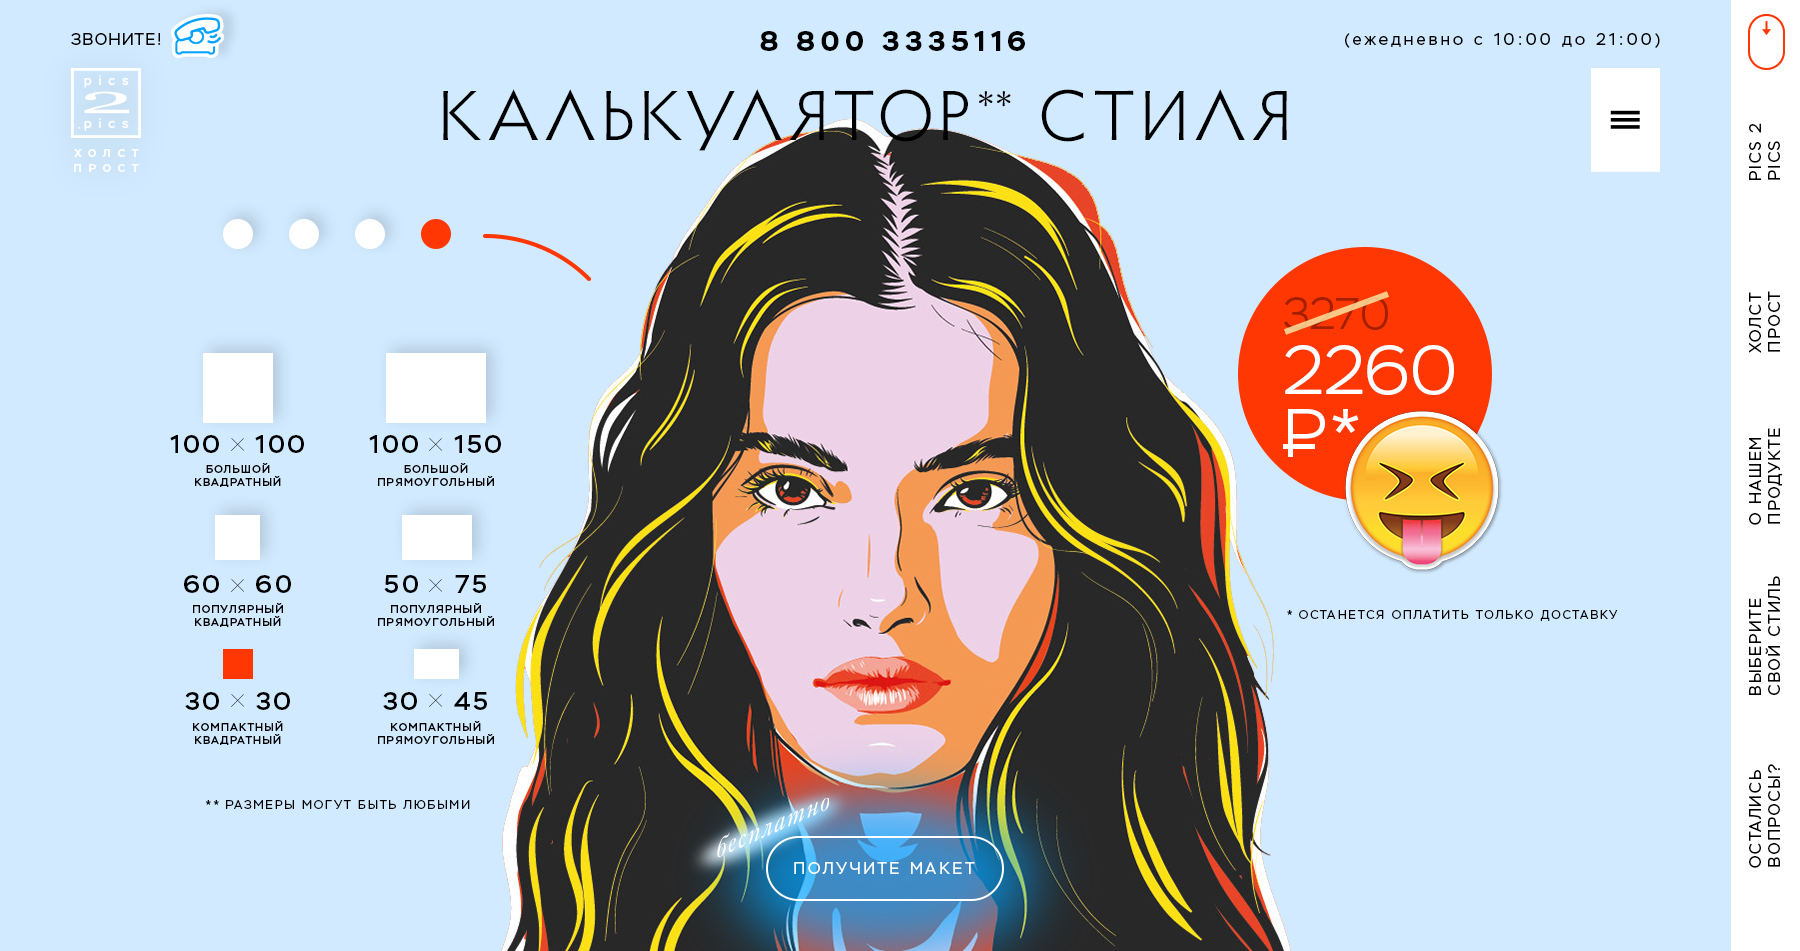 ЗВОНИТЕ!
8 800 3335116
(ежедневно с 10:00 до 21:00)
pics
2
.pics
ХОЛСТ
ПРОСТ
КАЛЬКУЛЯТОР** СТИЛЯ
3270
2260
₽*
100 × 100
БОЛЬШОЙ
КВАДРАТНЫЙ
100 × 150
БОЛЬШОЙ
ПРЯМОУГОЛЬНЫЙ
60 × 60
ПОПУЛЯРНЫЙ
КВАДРАТНЫЙ
50 × 75
ПОПУЛЯРНЫЙ
ПРЯМОУГОЛЬНЫЙ
30 × 30
КОМПАКТНЫЙ
КВАДРАТНЫЙ
30 × 45
КОМПАКТНЫЙ
ПРЯМОУГОЛЬНЫЙ
** РАЗМЕРЫ МОГУТ БЫТЬ ЛЮБЫМИ
* ОСТАНЕТСЯ ОПЛАТИТЬ ТОЛЬКО ДОСТАВКУ
бесплатно
ПОЛУЧИТЕ МАКЕТ
PICS 2
PICS
ХОЛСТ
ПРОСТ
О НАШЕМ
ПРОДУКТЕ
ВЫБЕРИТЕ
СВОЙ СТИЛЬ
ОСТАЛИСЬ
ВОПРОСЫ?